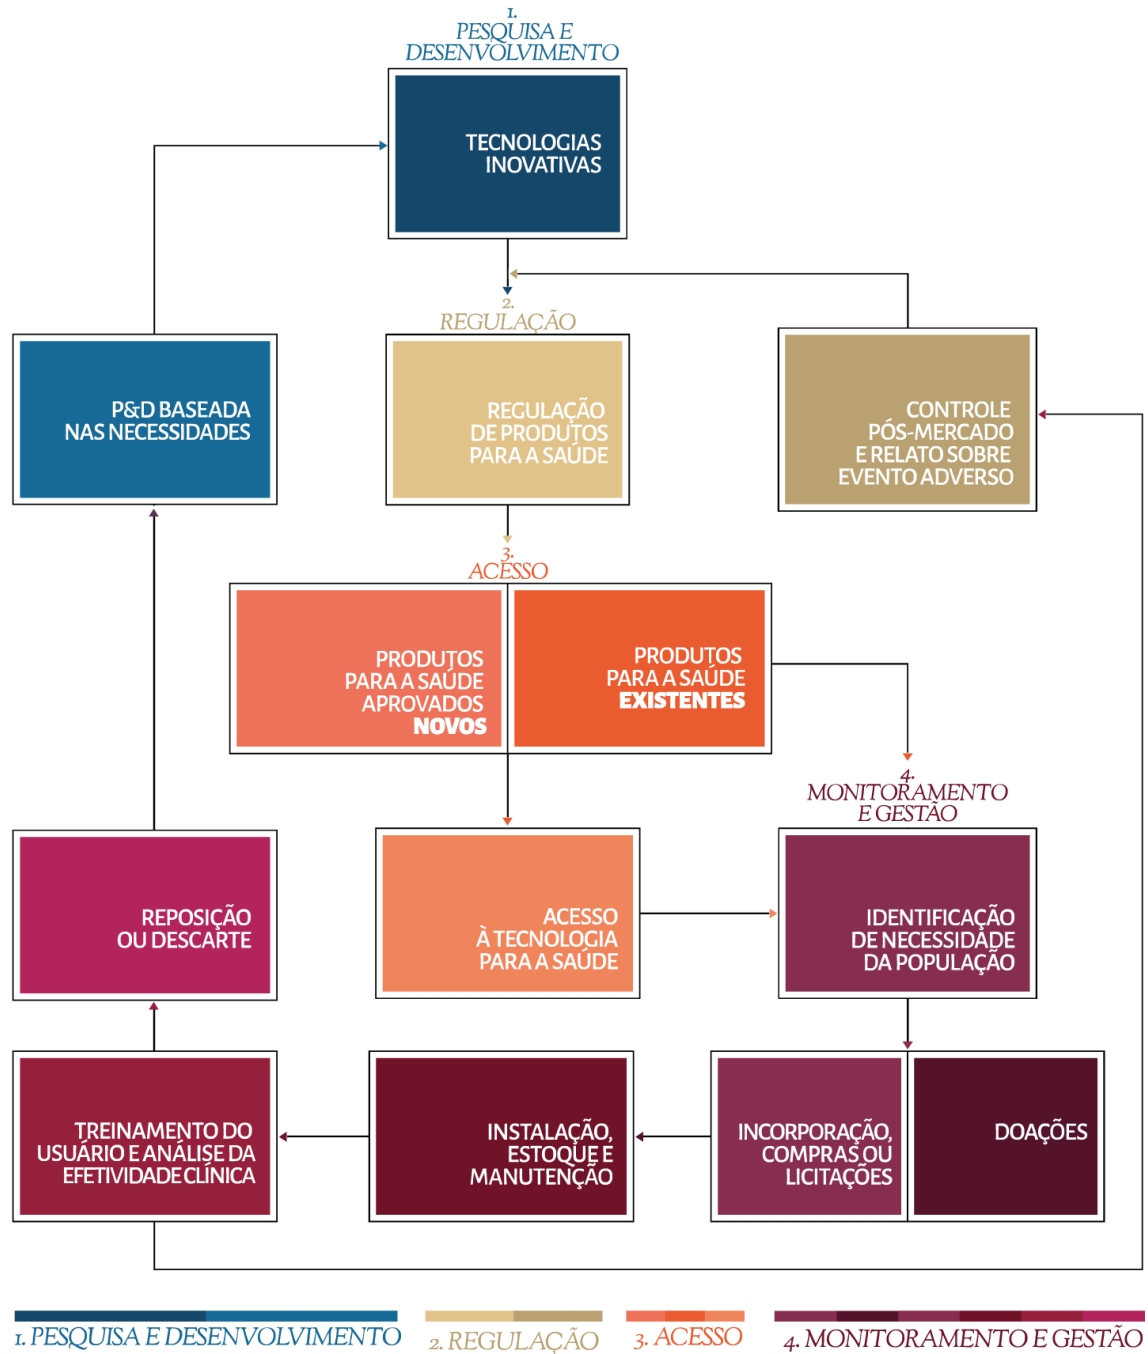 1.
PESQUISA E
DESENVOLVIMENTO
TECNOLOGIAS
INOVATIVAS
2.
REGULAÇÃO
P&D BASEADA
NAS NECESSIDADES
REGULAÇÃO
DE PRODUTOS
PARA A SAÚDE
CONTROLE
PÓS-MERCADO
E RELATO SOBRE
EVENTO ADVERSO
3.
ACESSO
PRODUTOS
PARA A SAÚDE
APROVADOS
NOVOS
PRODUTOS
PARA A SAÚDE
EXISTENTES
4.
MONITORAMENTO
E GESTÃO
REPOSIÇÃO
OU DESCARTE
ACESSO
À TECNOLOGIA
PARA A SAÚDE
IDENTIFICAÇÃO
DE NECESSIDADE
DA POPULAÇÃO
TREINAMENTO DO
USUÁRIO E ANÁLISE DA
EFETIVIDADE CLÍNICA
INSTALAÇÃO,
ESTOQUE E
MANUTENÇÃO
INCORPORAÇÃO,
COMPRAS OU
LICITAÇÕES
DOAÇÕES
1. PESQUISA E DESENVOLVIMENTO
2. REGULAÇÃO
3. ACESSO
4. MONITORAMENTO E GESTÃO